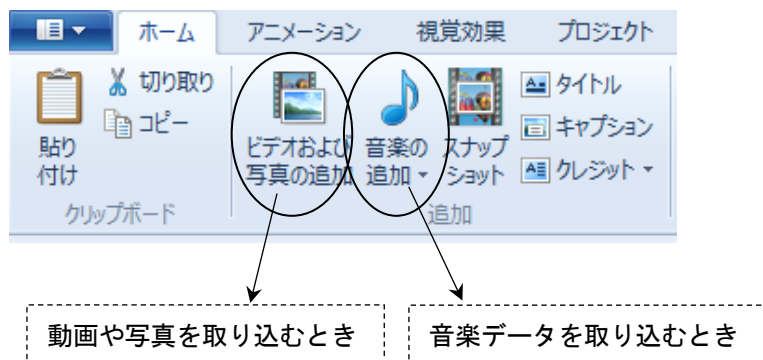 ホーム アニメーション 視覚効果 プロジェクト
切り取り
コピー
貼り
付け
クリップボード
ビデオおよび
写真の追加
音楽の
追加
スナップ
ショット
タイトル
キャプション
クレジット
追加
動画や写真を取り込むとき
音楽データを取り込むとき